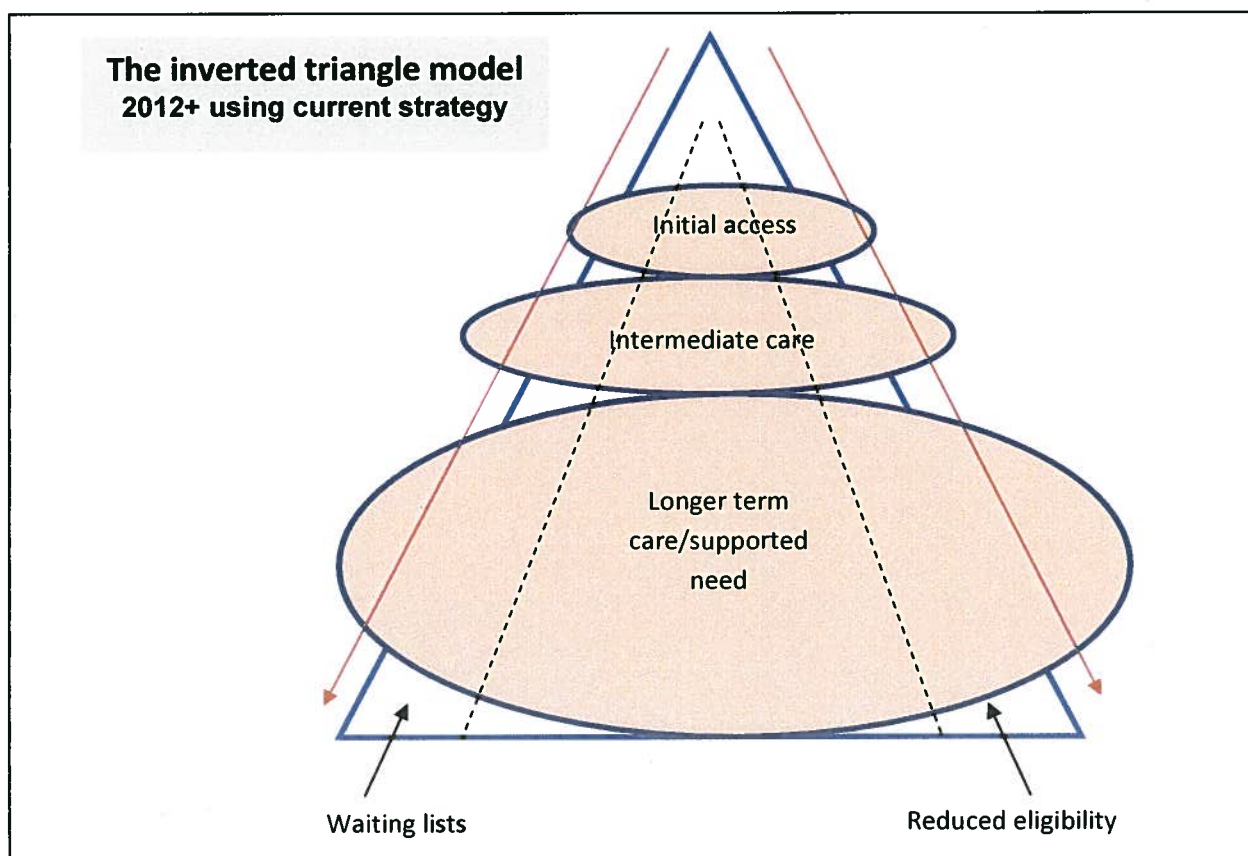 The inverted triangle model
2012+ using current strategy
Initial access
Intermediate care
Longer term
care/supported
need
Waiting lists
Reduced eligibility